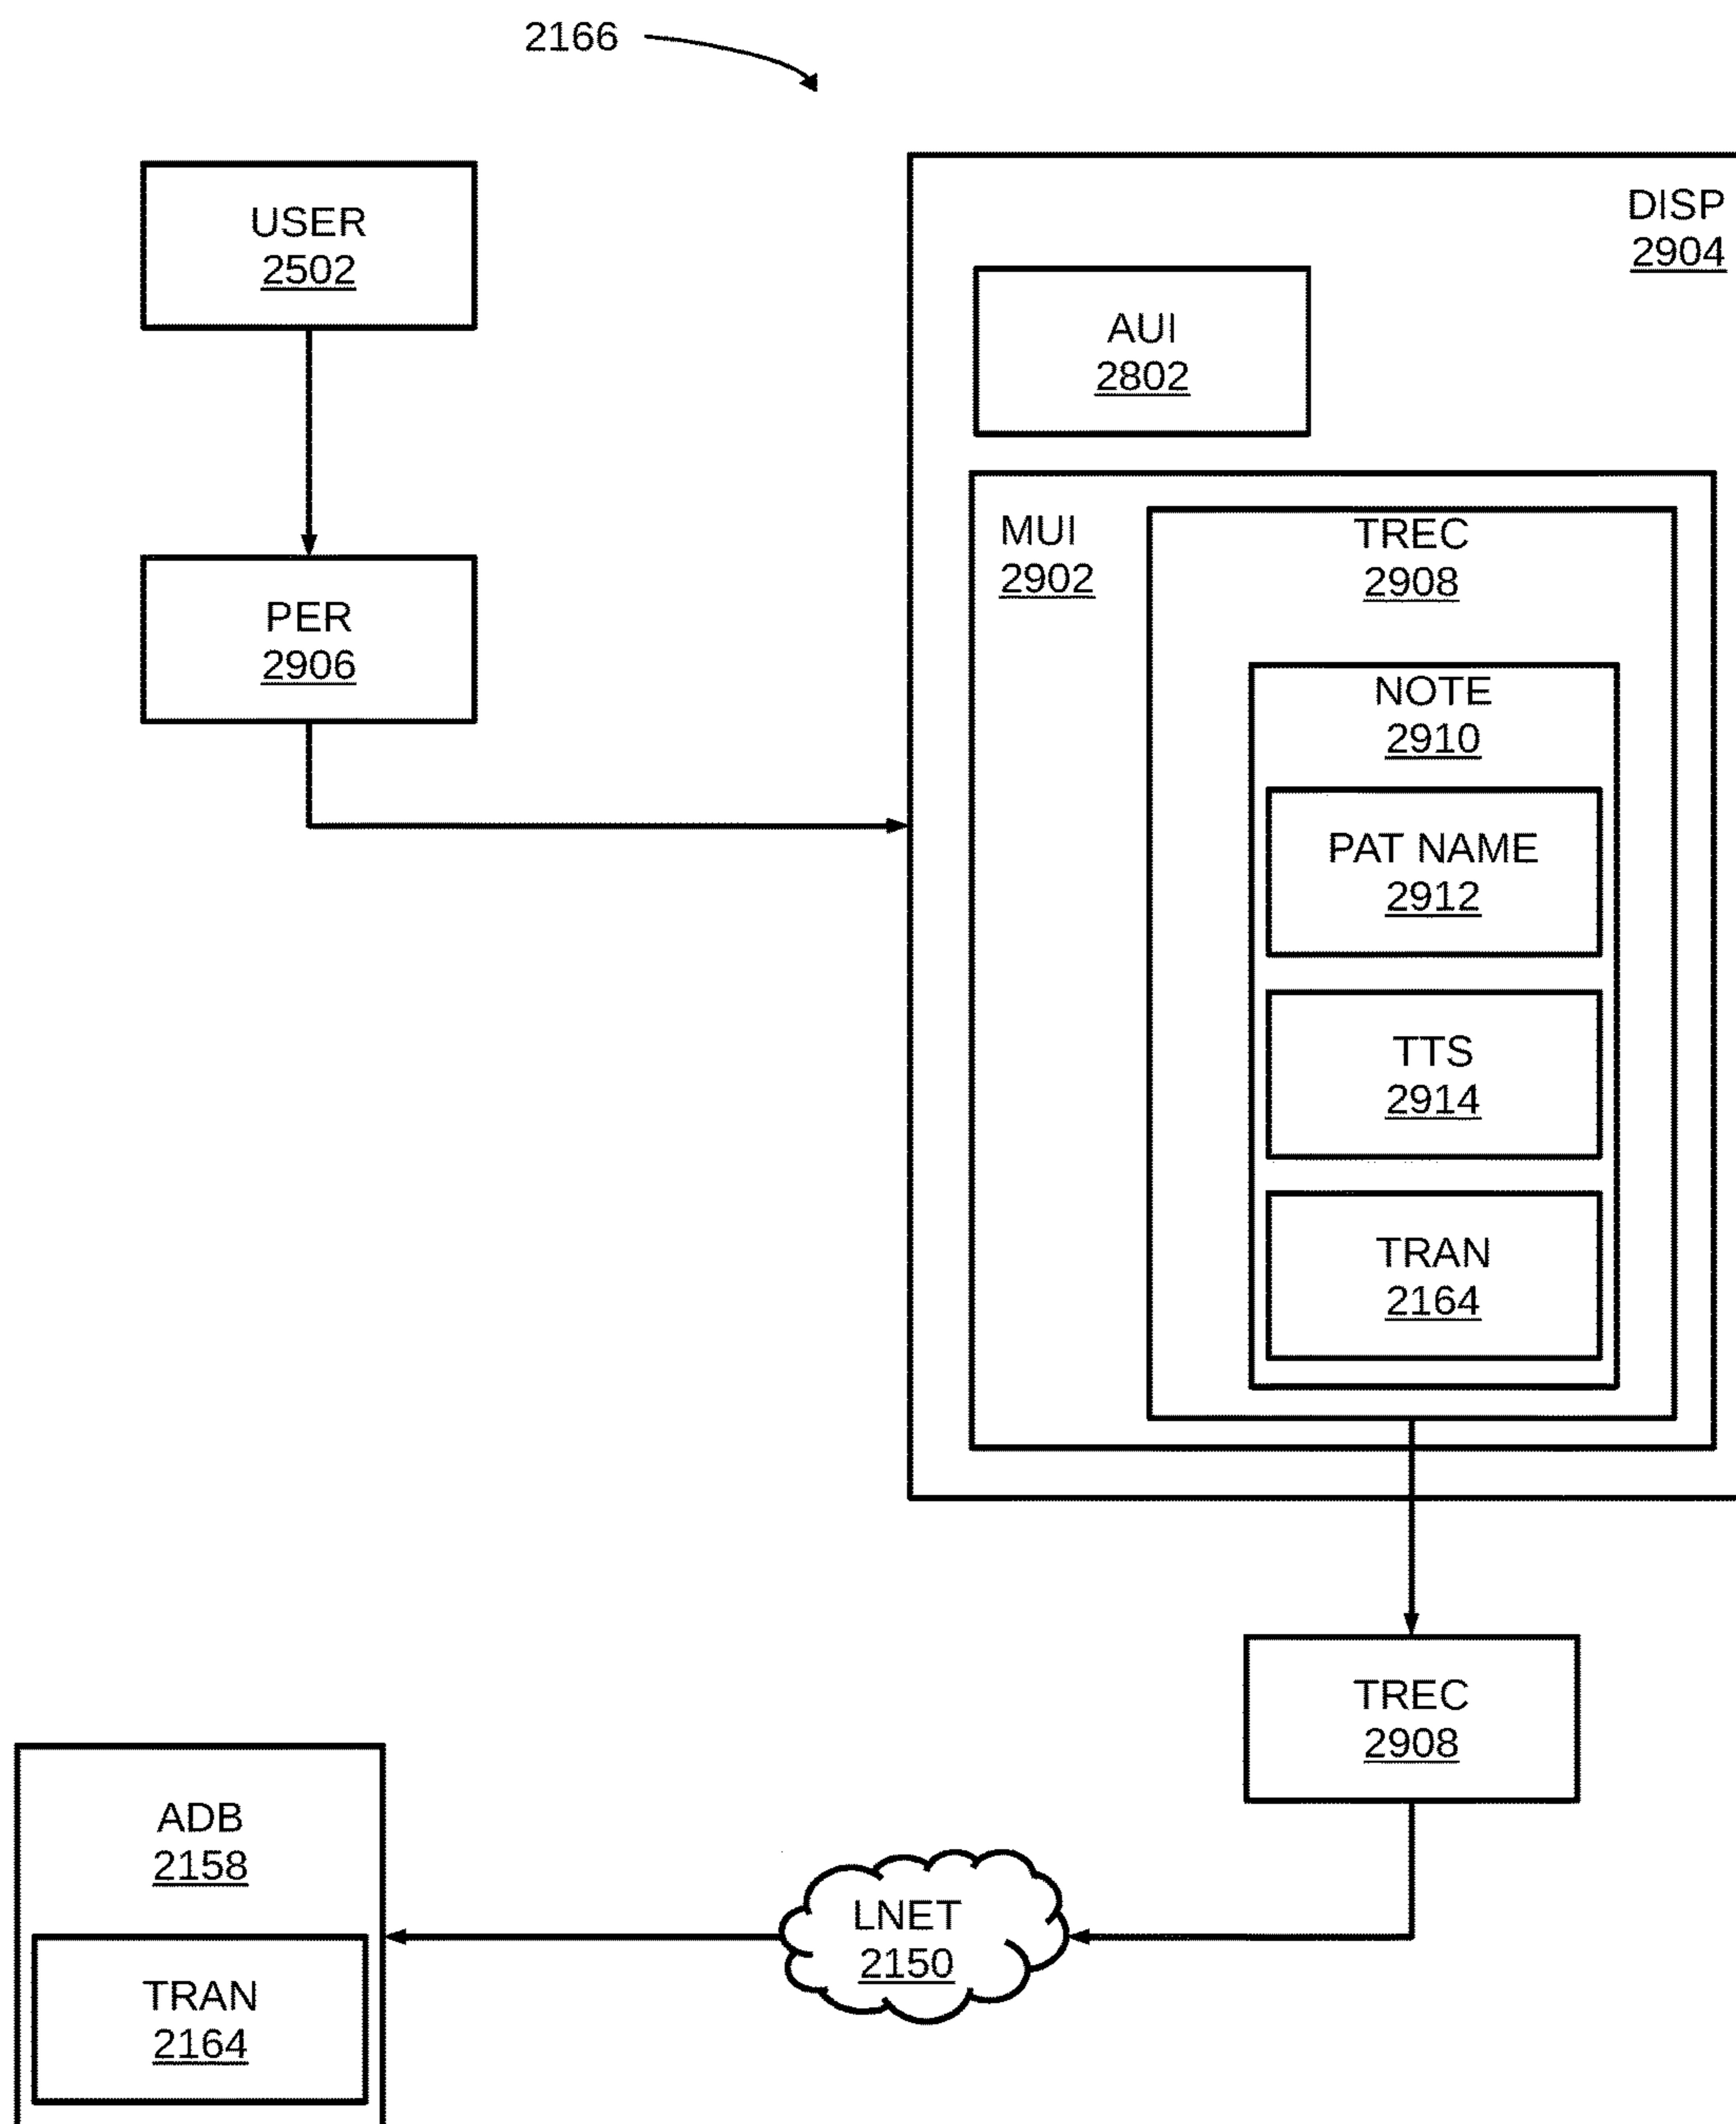 2166
USER
2502
DISP
2904
AUI
2802
MUI
2902
TREC
2908
PER
2906
NOTE
2910
PAT NAME
2912
TTS
2914
TRAN
2164
TREC
2908
LNET
2150
ADB
2158
TRAN
2164